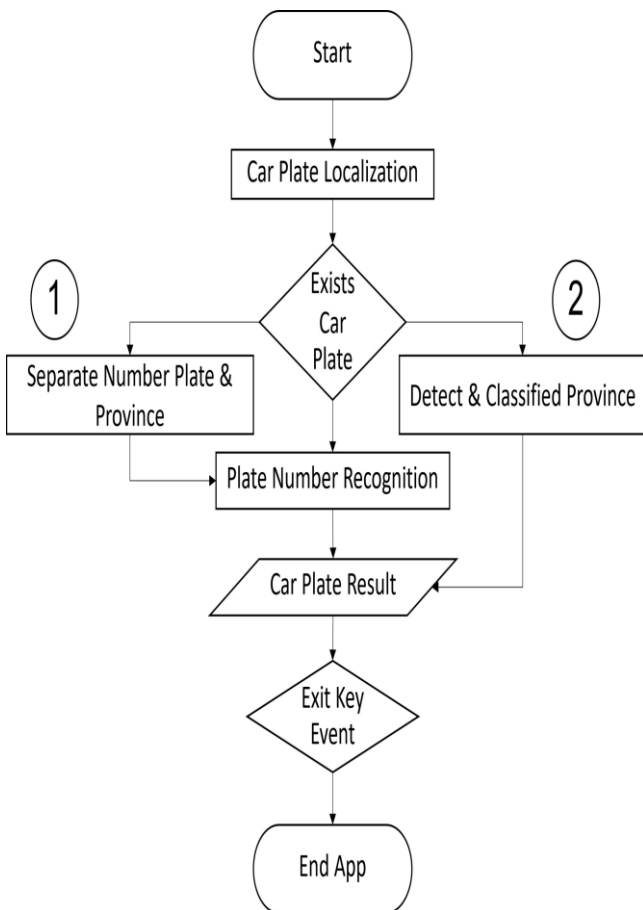 Start
Car Plate Localization
Exists
Car
Plate
1
2
Separate Number Plate &
Province
Detect & Classified Province
Plate Number Recognition
Car Plate Result
Exit Key
Event
End App